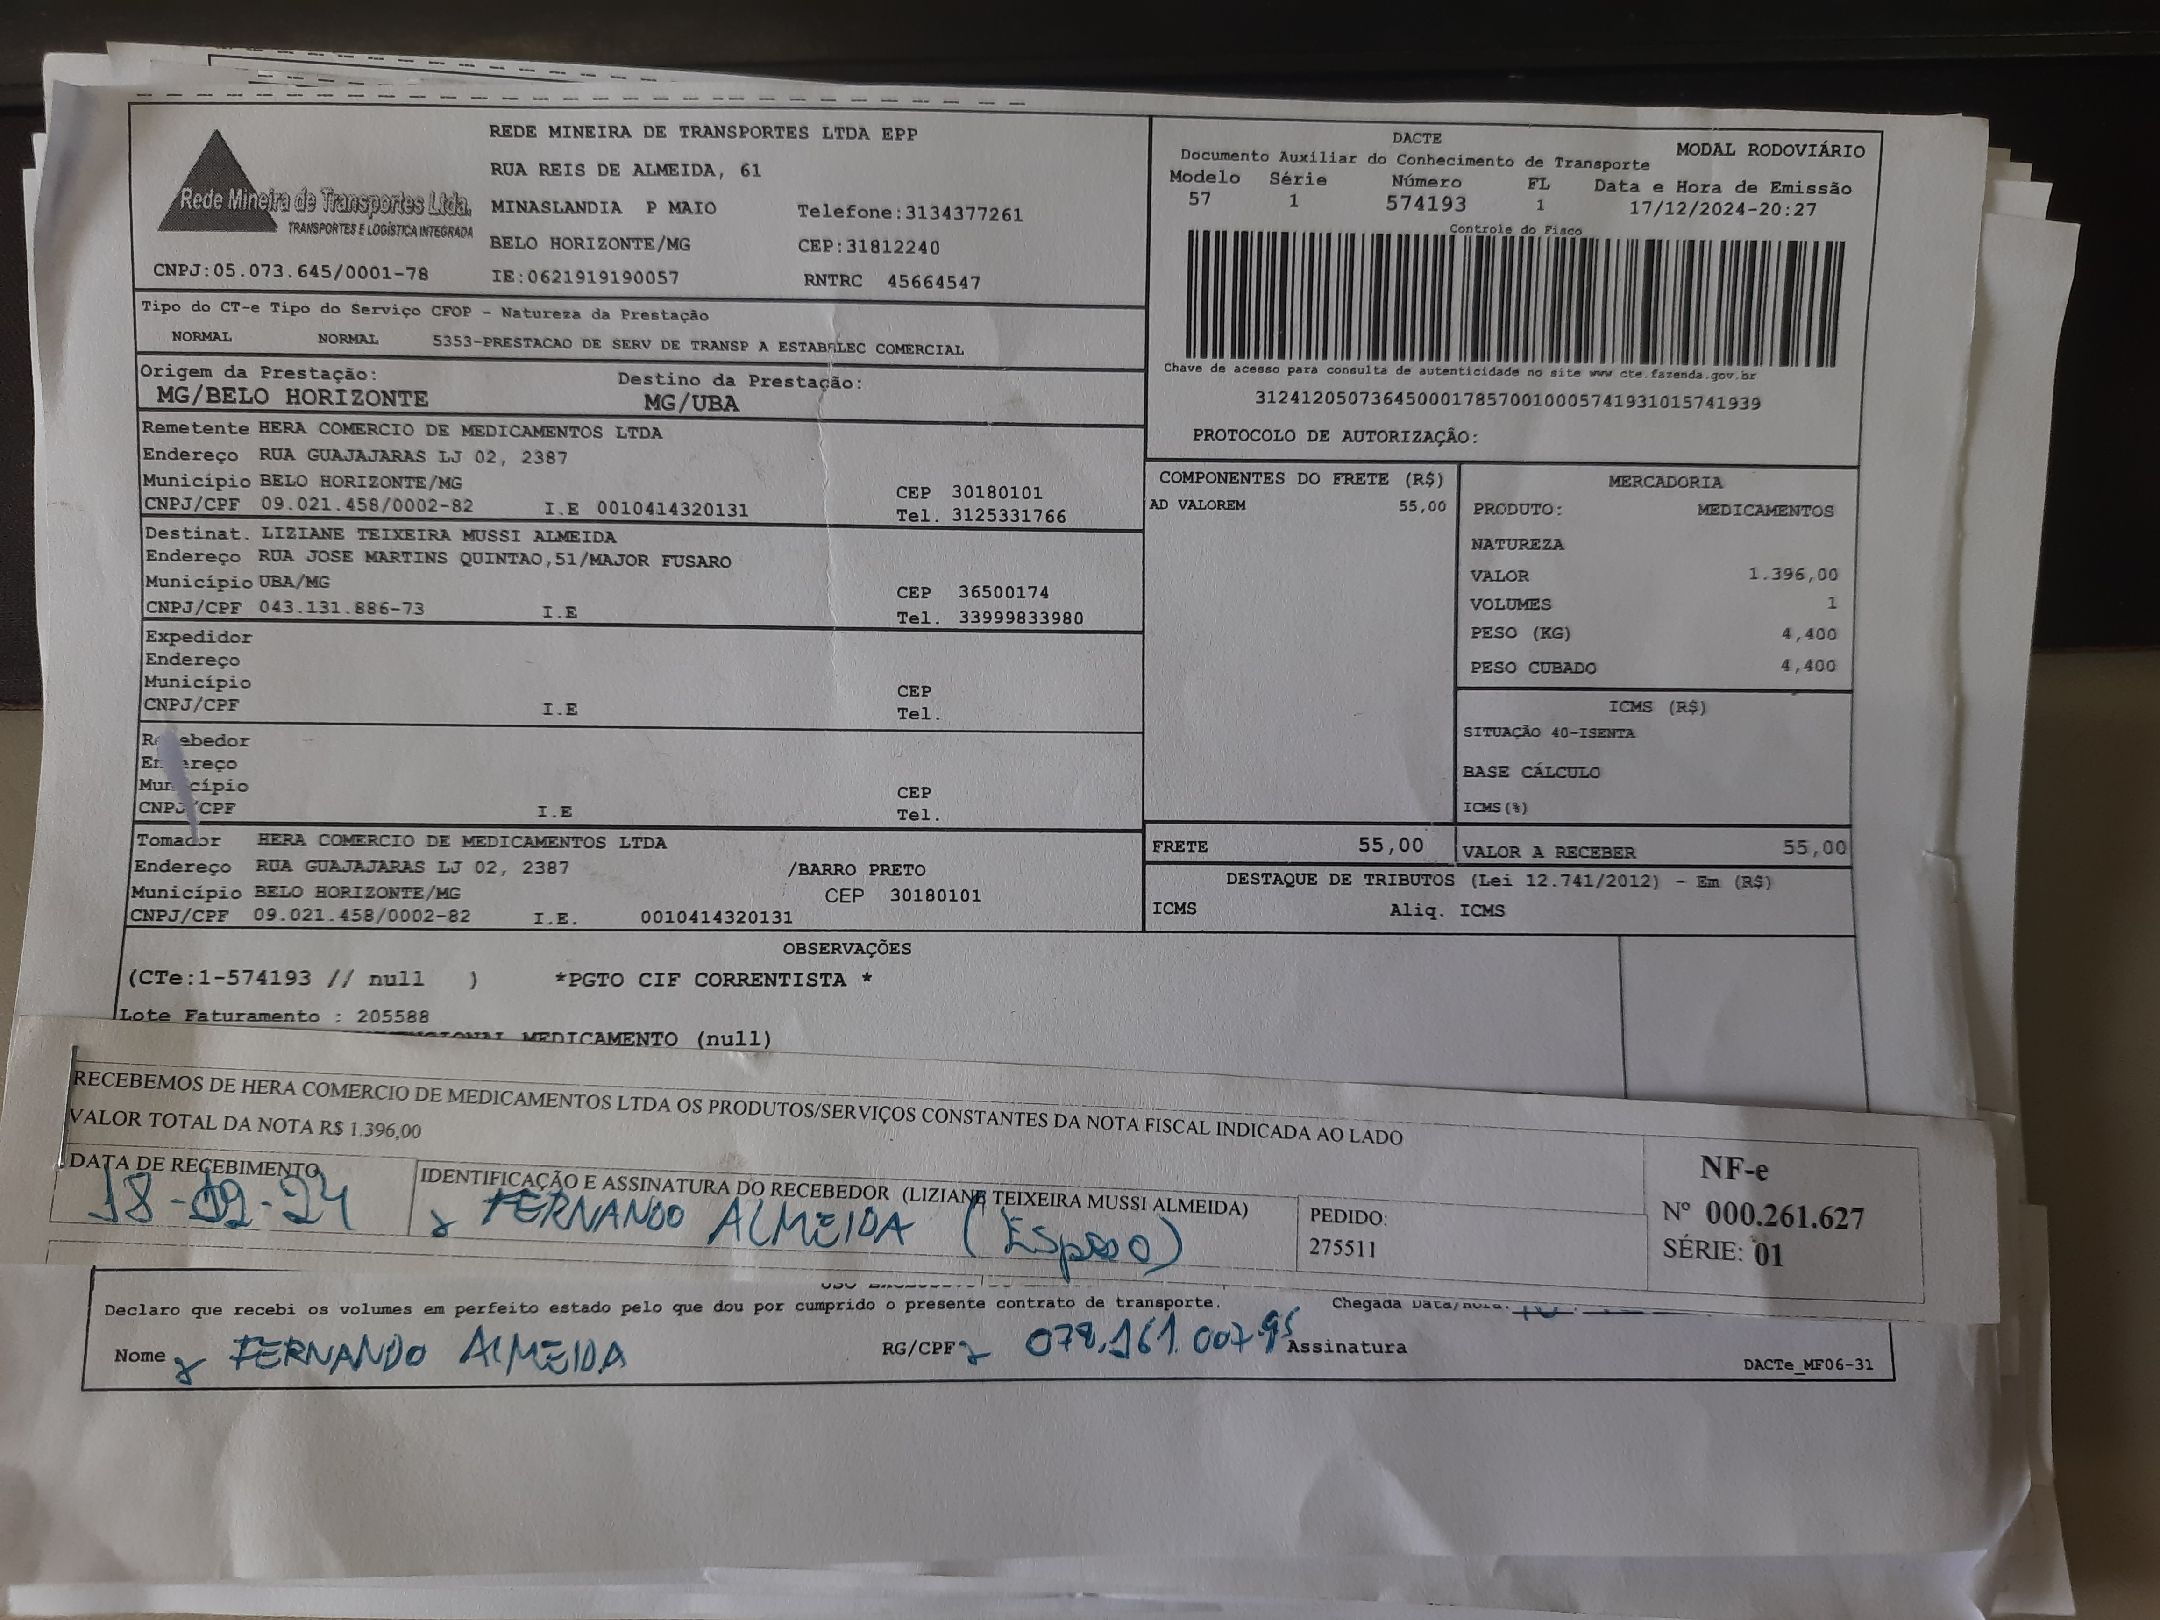 REDE MINEIRA DE TRANSPORTES LTDA EPP
RUA REIS DE ALMEIDA, 61
MINASLANDIA P MAIO Telefone:3134377261
BELO HORIZONTE/MG CEP:31812240
IE:0621919190057 RNTRC 45664547
Rede Mineira de Transportes Ltda.
TRANSPORTES E LOGÍSTICA INTEGRADA
CNPJ:05.073.645/0001-78
DACTE
MODAL RODOVIÁRIO
Documento Auxiliar do Conhecimento de Transporte
Modelo Série Número FL Data e Hora de Emissão
57 1 574193 1 17/12/2024-20:27
Controle do Fisco
Chave de acesso para consulta de autenticidade no site www cte.fazenda.gov.br
31241205073645000178570010005741931015741939
PROTOCOLO DE AUTORIZAÇÃO:
Tipo do CT-e Tipo do Serviço CFOP - Natureza da Prestação
NORMAL NORMAL 5353-PRESTACAO DE SERV DE TRANSP A ESTABELEC COMERCIAL
Origem da Prestação: Destino da Prestação:
MG/BELO HORIZONTE MG/UBA
Remetente HERA COMERCIO DE MEDICAMENTOS LTDA
Endereço RUA GUAJAJARAS LJ 02, 2387
Município BELO HORIZONTE/MG CEP 30180101
CNPJ/CPF 09.021.458/0002-82 I.E 0010414320131 Tel. 3125331766
Destinat. LIZIANE TEIXEIRA MUSSI ALMEIDA
Endereço RUA JOSE MARTINS QUINTAO,51/MAJOR FUSARO
Município UBA/MG CEP 36500174
CNPJ/CPF 043.131.886-73 I.E Tel. 33999833980
Expedidor
Endereço
Município CEP
CNPJ/CPF I.E Tel.
Recebedor
Endereço
Município CEP
CNPJ/CPF I.E Tel.
Tomador HERA COMERCIO DE MEDICAMENTOS LTDA
Endereço RUA GUAJAJARAS LJ 02, 2387 /BARRO PRETO
Município BELO HORIZONTE/MG CEP 30180101
CNPJ/CPF 09.021.458/0002-82 I.E. 0010414320131
COMPONENTES DO FRETE (R$)
AD VALOREM 55,00
MERCADORIA
PRODUTO: MEDICAMENTOS
NATUREZA
VALOR 1.396,00
VOLUMES 1
PESO (KG) 4,400
PESO CUBADO 4,400
ICMS (R$)
SITUAÇÃO 40-ISENTA
BASE CÁLCULO
ICMS(%)
FRETE 55,00 VALOR A RECEBER 55,00
DESTAQUE DE TRIBUTOS (Lei 12.741/2012) - Em (R$)
ICMS Aliq. ICMS
OBSERVAÇÕES
(CTe:1-574193 // null ) *PGTO CIF CORRENTISTA *
Lote Faturamento : 205588
MEDICAMENTO (null)
RECEBEMOS DE HERA COMERCIO DE MEDICAMENTOS LTDA OS PRODUTOS/SERVIÇOS CONSTANTES DA NOTA FISCAL INDICADA AO LADO
VALOR TOTAL DA NOTA R$ 1.396,00
DATA DE RECEBIMENTO
18-12-24
IDENTIFICAÇÃO E ASSINATURA DO RECEBEDOR (LIZIANE TEIXEIRA MUSSI ALMEIDA)
FERNANDO ALMEIDA (ESPOSO)
PEDIDO:
275511
NF-e
Nº 000.261.627
SÉRIE: 01
Declaro que recebi os volumes em perfeito estado pelo que dou por cumprido o presente contrato de transporte. Chegada Data/hora:
Nome FERNANDO ALMEIDA RG/CPF 078.161.007.95 Assinatura
DACTe_MF06-31